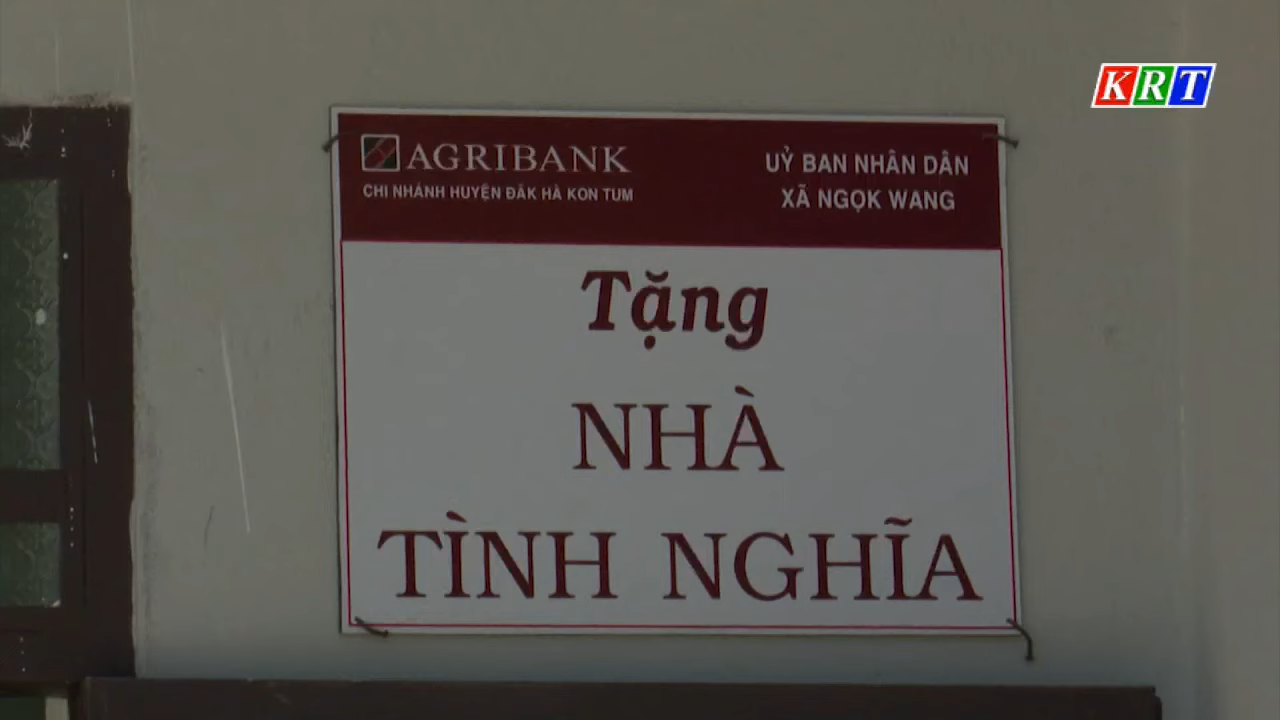 KRT
AGRIBANK
CHI NHÁNH HUYỆN ĐĂK HÀ KON TUM
UỶ BAN NHÂN DÂN
XÃ NGỌK WANG
Tặng
NHÀ
TÌNH NGHĨA